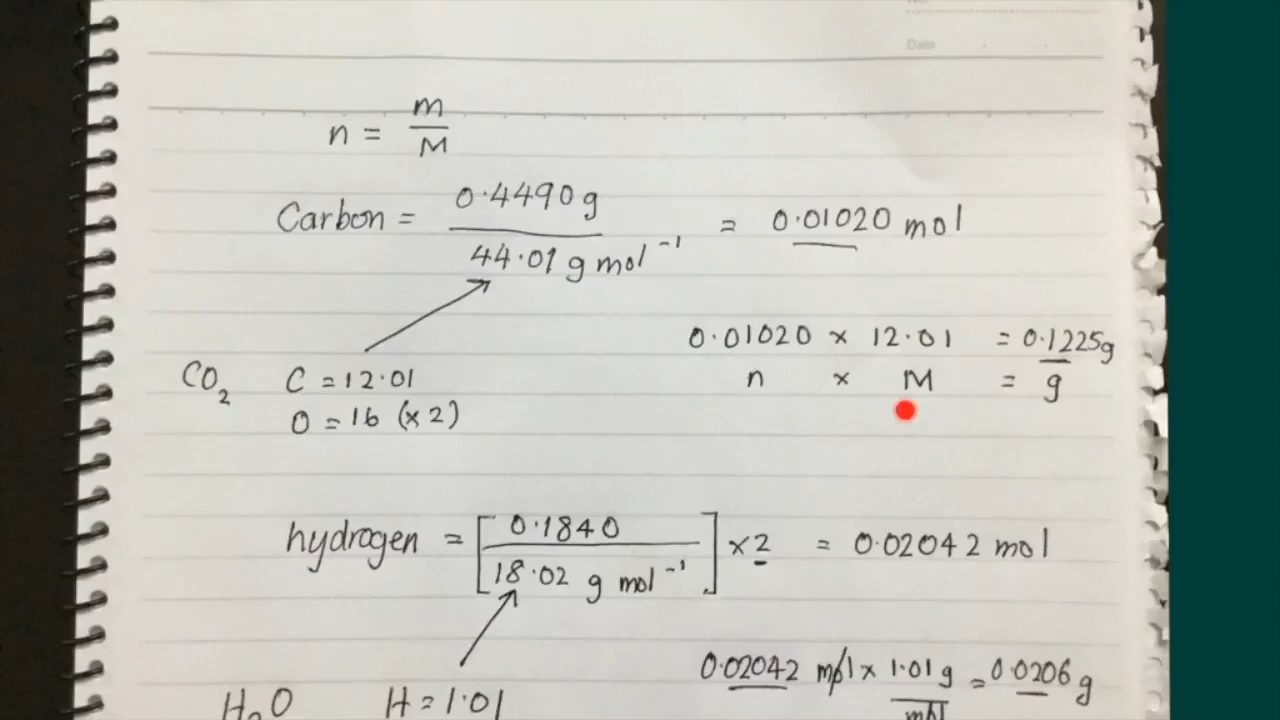 Date
n = m/M
Carbon = 0.4490 g / 44.01 g mol⁻¹ = 0.01020 mol
0.01020 x 12.01 = 0.1225g
n x M = g
CO₂ C = 12.01
O = 16 (x 2)
hydrogen = [0.1840 / 18.02 g mol⁻¹] x 2 = 0.02042 mol
0.02042 mol x 1.01 g / mol = 0.0206 g
H₂O H = 1.01